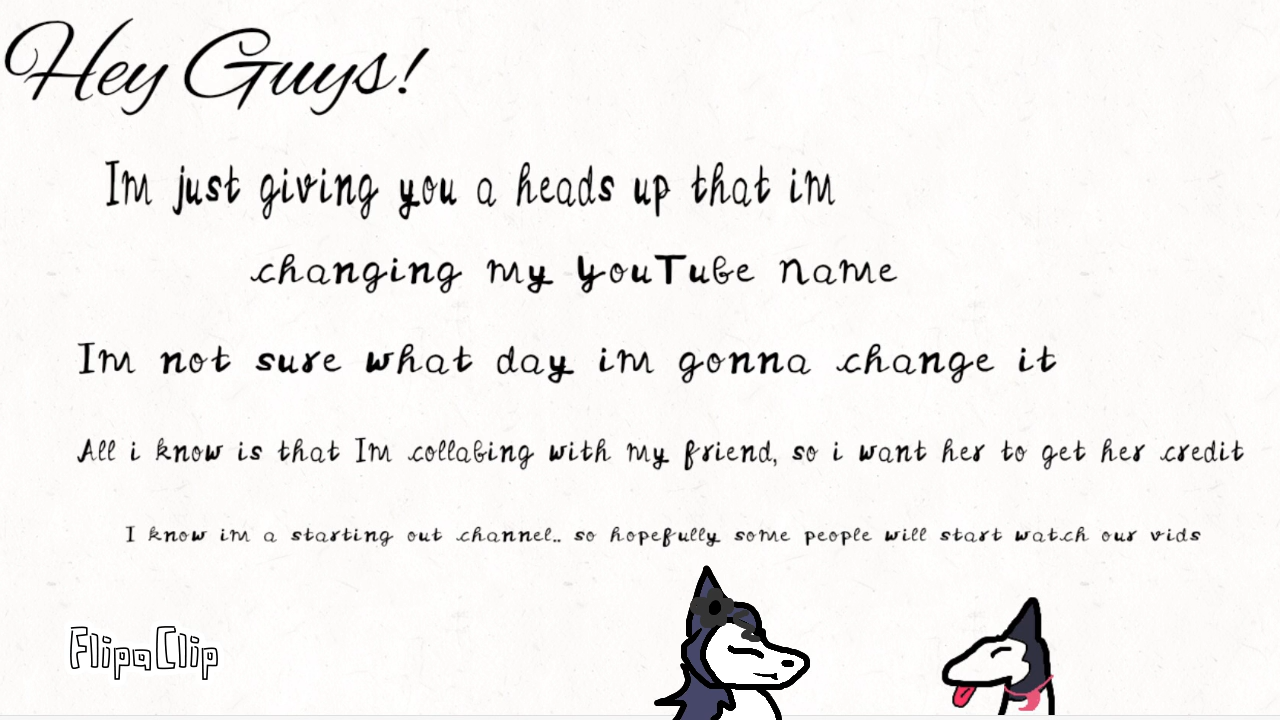 Hey Guys!
Im just giving you a heads up that im
changing my YouTube name
Im not sure what day im gonna change it
All i know is that Im collabing with my friend, so i want her to get her credit
I know im a starting out channel.. so hopefully some people will start watch our vids
FlipaClip